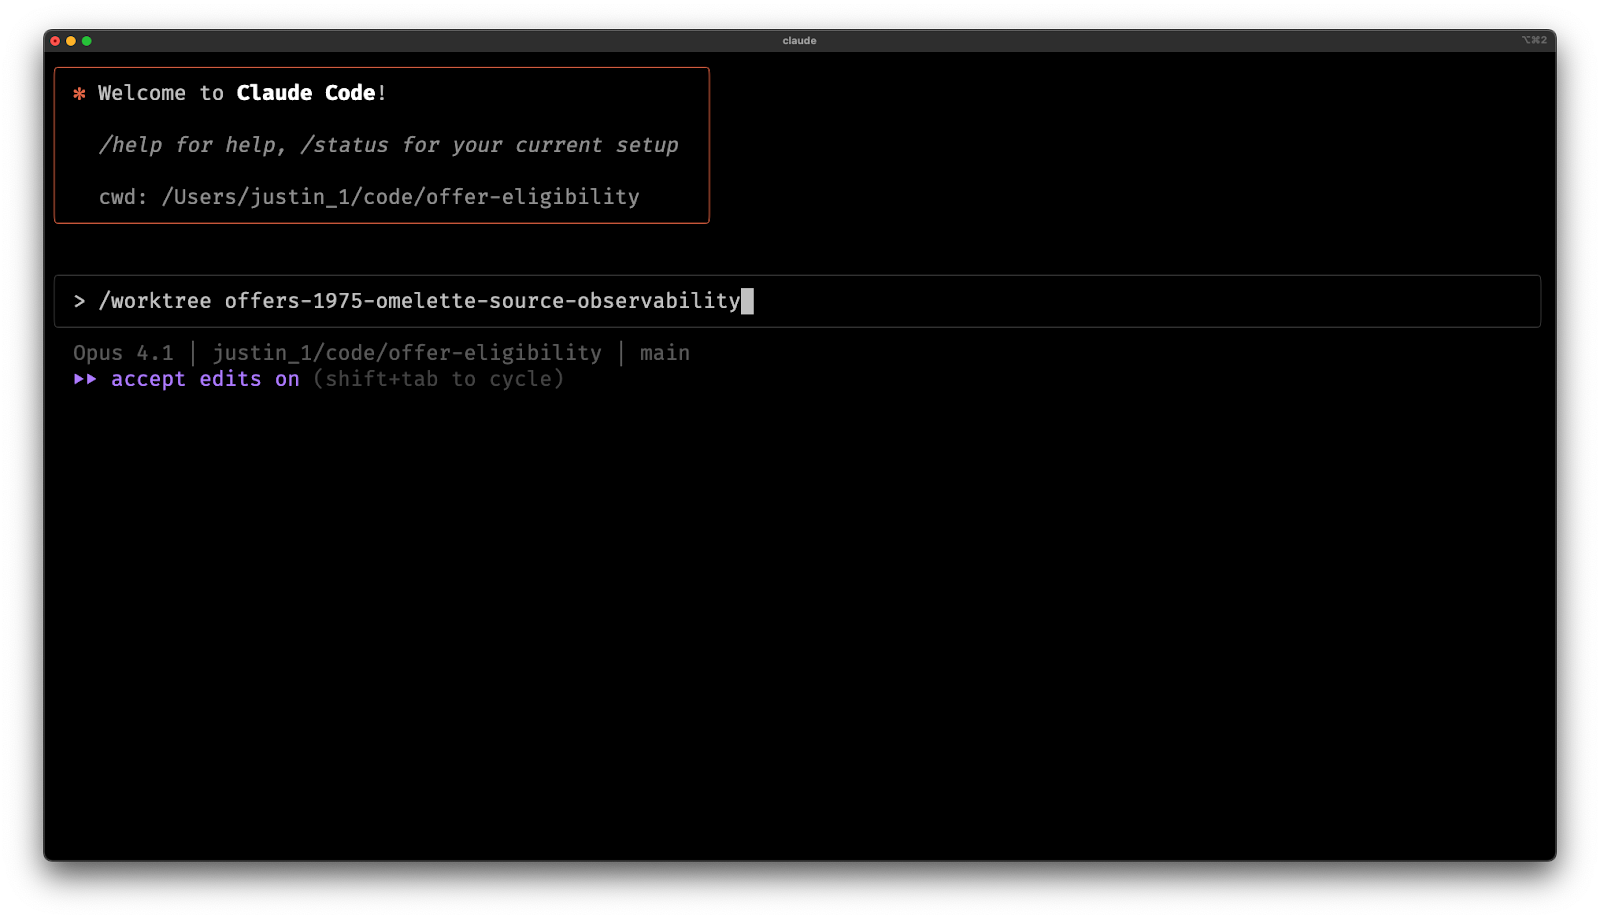 claude
⌥⌘2
* Welcome to Claude Code!
/help for help, /status for your current setup
cwd: /Users/justin_1/code/offer-eligibility
> /worktree offers-1975-omelette-source-observability
Opus 4.1 | justin_1/code/offer-eligibility | main
⏵⏵ accept edits on (shift+tab to cycle)